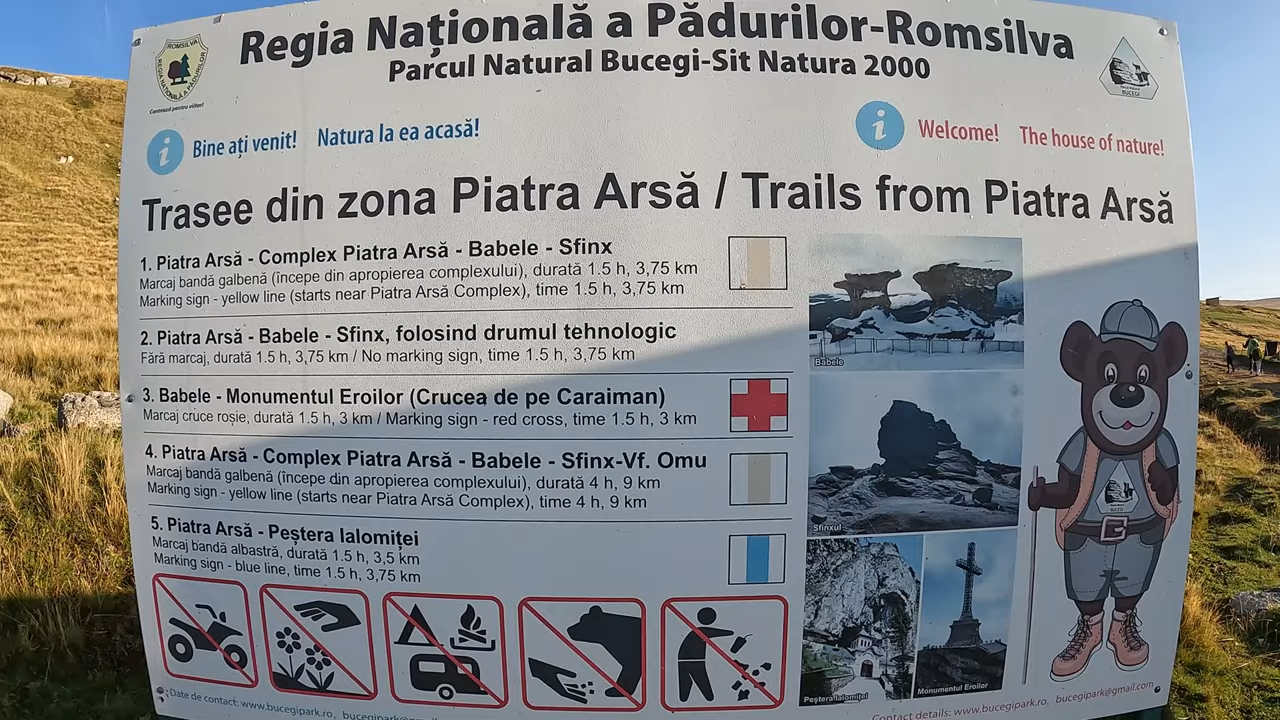 Regia Națională a Pădurilor-Romsilva
Parcul Natural Bucegi-Sit Natura 2000
ROMSILVA
REGIA NAȚIONALĂ A PĂDURILOR
Parcul Natural
BUCEGI
Bine ați venit! Natura la ea acasă!
Welcome! The house of nature!
Trasee din zona Piatra Arsă / Trails from Piatra Arsă
1. Piatra Arsă - Complex Piatra Arsă - Babele - Sfinx
Marcaj bandă galbenă (începe din apropierea complexului), durată 1.5 h, 3,75 km
Marking sign - yellow line (starts near Piatra Arsă Complex), time 1.5 h, 3,75 km
2. Piatra Arsă - Babele - Sfinx, folosind drumul tehnologic
Fără marcaj, durată 1.5 h, 3,75 km / No marking sign, time 1.5 h, 3,75 km
3. Babele - Monumentul Eroilor (Crucea de pe Caraiman)
Marcaj cruce roșie, durată 1.5 h, 3 km / Marking sign - red cross, time 1.5 h, 3 km
4. Piatra Arsă - Complex Piatra Arsă - Babele - Sfinx-Vf. Omu
Marcaj bandă galbenă (începe din apropierea complexului), durată 4 h, 9 km
Marking sign - yellow line (starts near Piatra Arsă Complex), time 4 h, 9 km
5. Piatra Arsă - Peștera Ialomiței
Marcaj bandă albastră, durată 1.5 h, 3,5 km
Marking sign - blue line, time 1.5 h, 3,75 km
Babele
Sfinxul
Peștera Ialomiței
Monumentul Eroilor
BUCEGI
Date de contact: www.bucegipark.ro, bucegipark@gmail
Contact details: www.bucegipark.ro, bucegipark@gmail.com